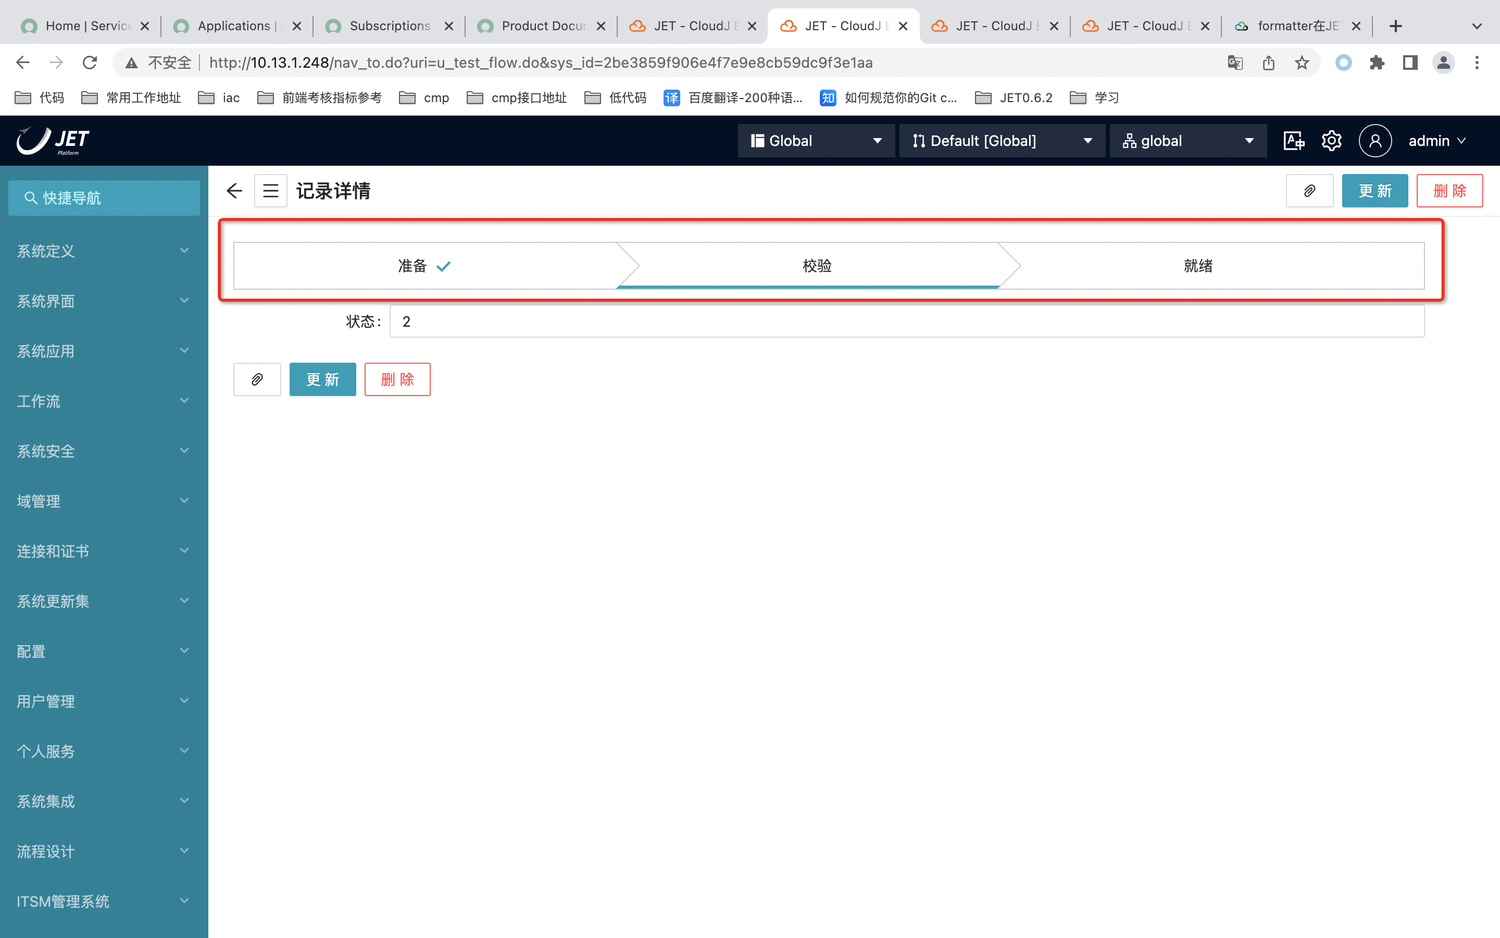 Home | Service
Applications | S
Subscriptions
Product Docum
JET - CloudJ E
JET - CloudJ E
JET - CloudJ E
JET - CloudJ E
formatter在JE
不安全
http://10.13.1.248/nav_to.do?uri=u_test_flow.do&sys_id=2be3859f906e4f7e9e8cb59dc9f3e1aa
代码
常用工作地址
iac
前端考核指标参考
cmp
cmp接口地址
低代码
译 百度翻译-200种语...
知 如何规范你的Git c...
JET0.6.2
学习
JET
Platform
Global
Default [Global]
global
admin
快捷导航
系统定义
系统界面
系统应用
工作流
系统安全
域管理
连接和证书
系统更新集
配置
用户管理
个人服务
系统集成
流程设计
ITSM管理系统
记录详情
更 新
删 除
准备
校验
就绪
状态：
2
更 新
删 除